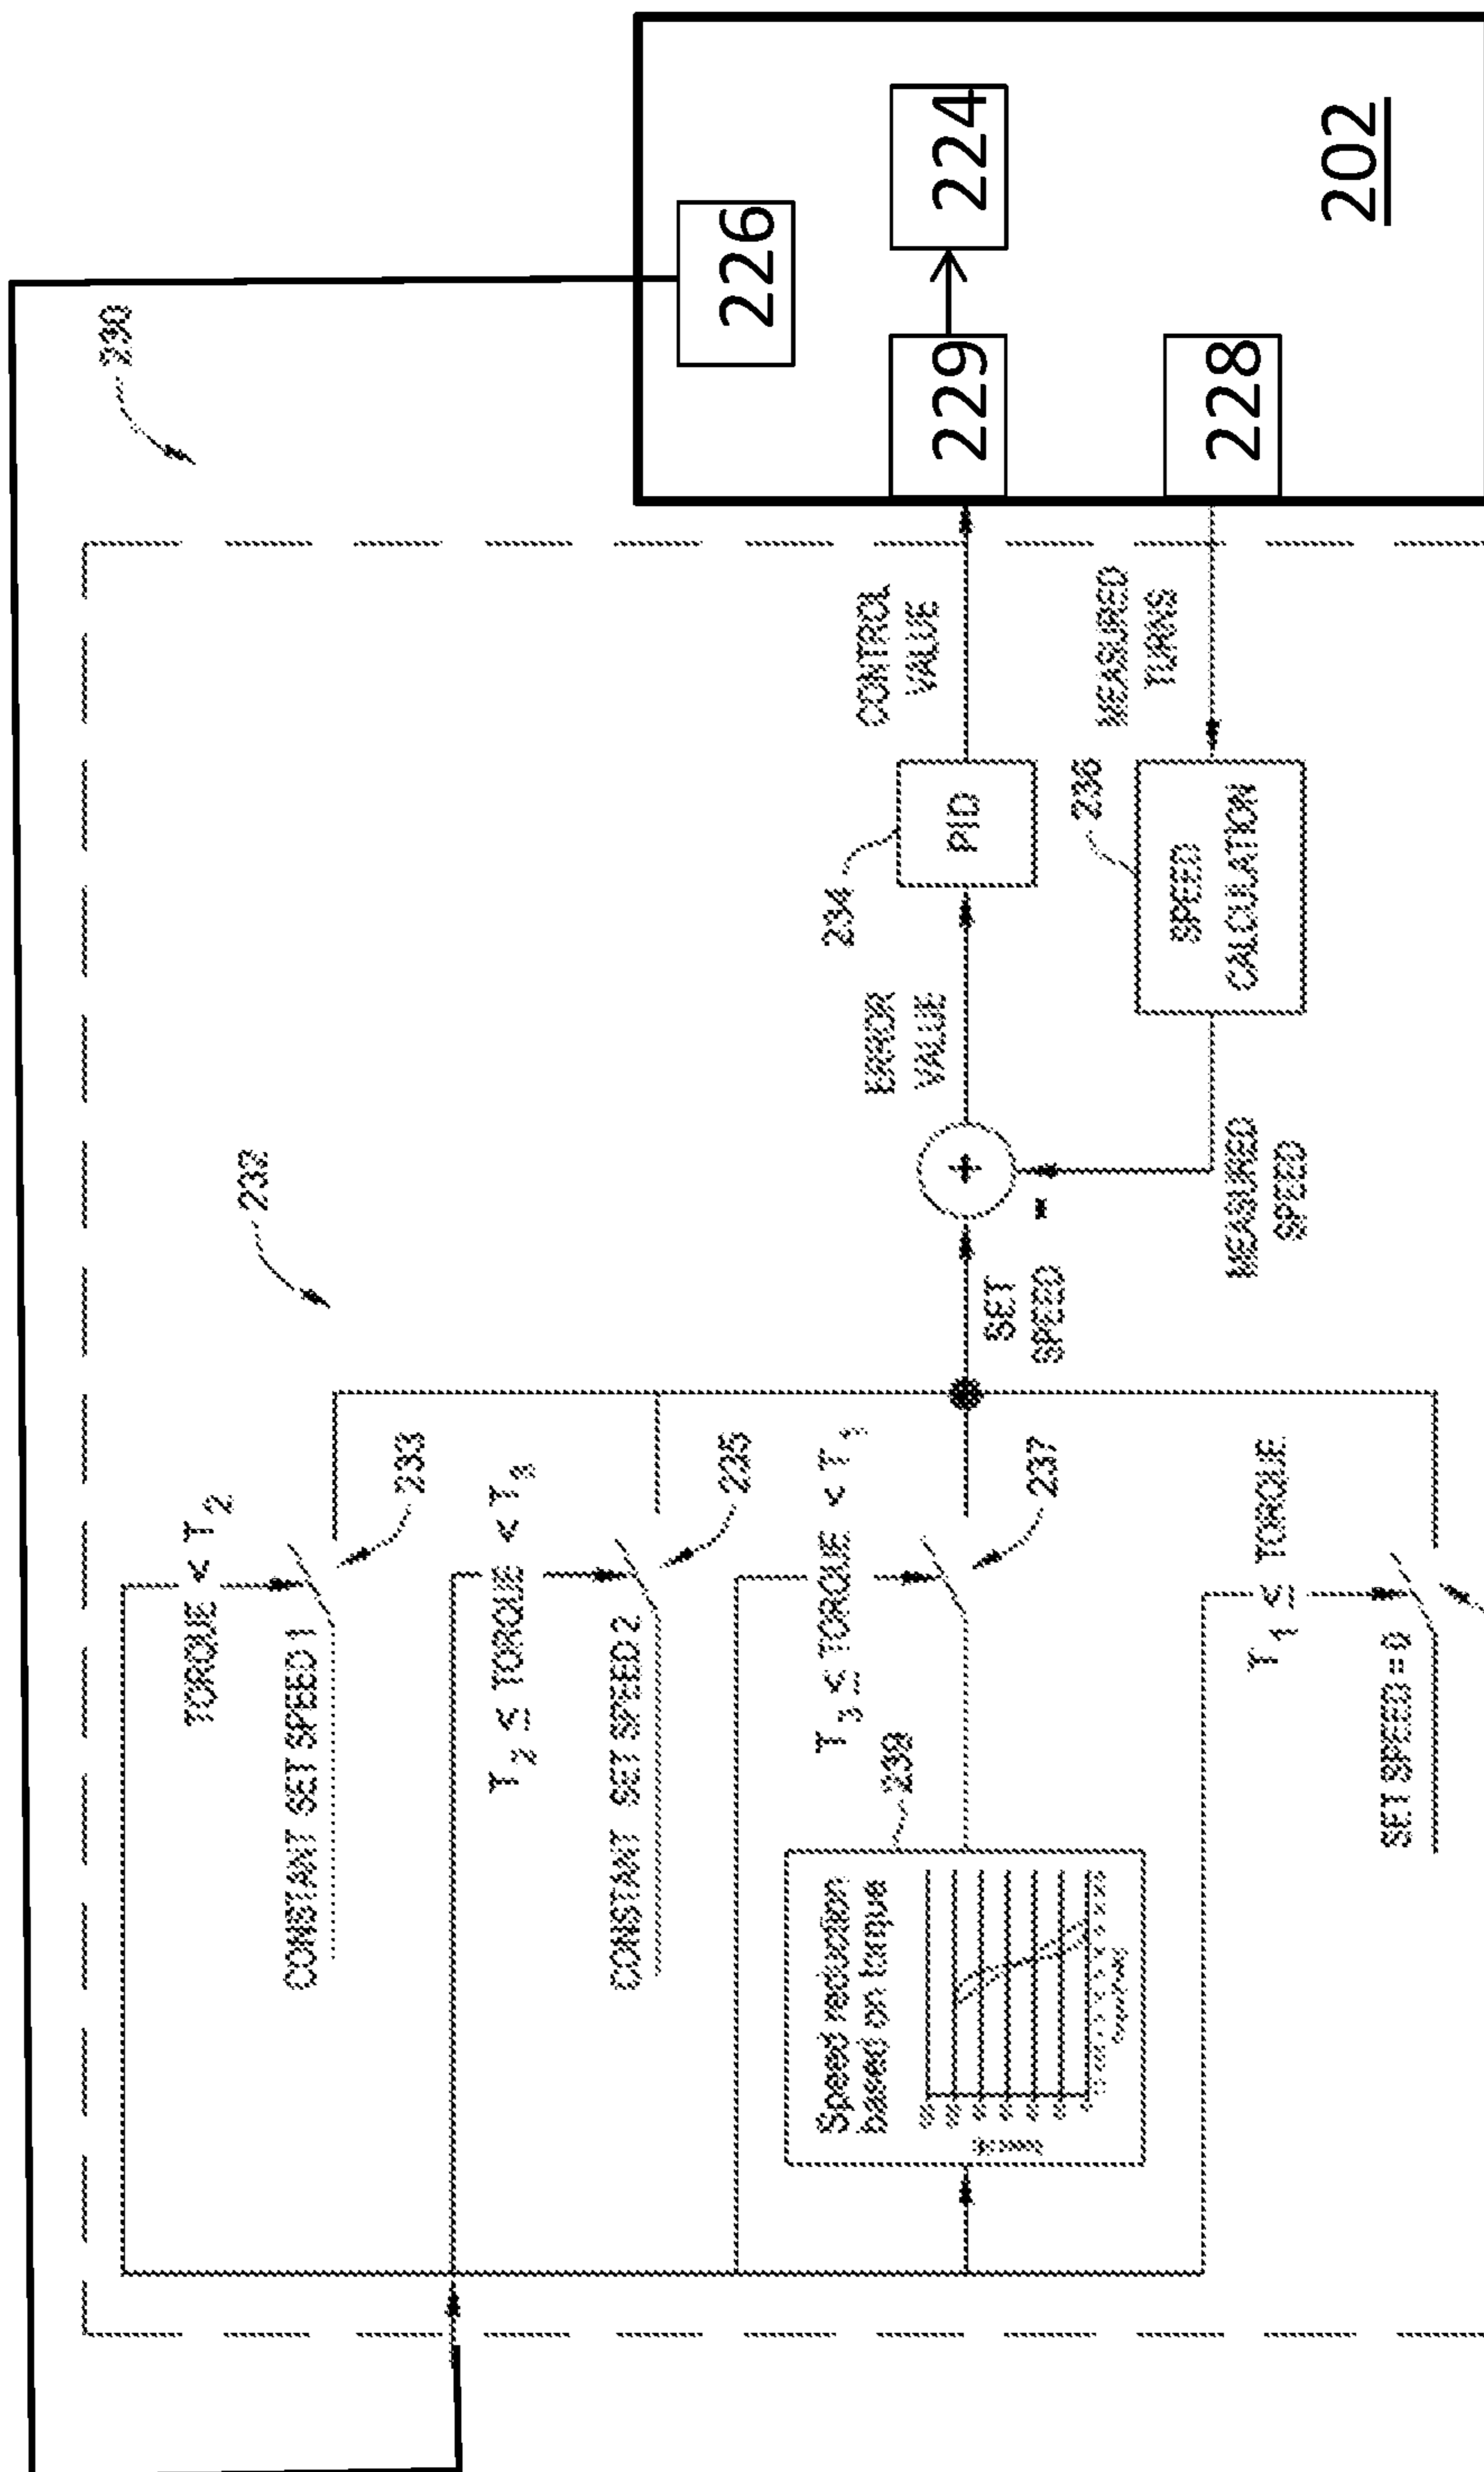 230
232
TORQUE < T2
CONSTANT SET SPEED 1
233
T2 ≤ TORQUE < T3
CONSTANT SET SPEED 2
235
T3 ≤ TORQUE < T1
237
239
Speed reduction
based on torque
T1 ≤ TORQUE
SET SPEED = 0
SET
SPEED
+
-
ERROR
VALUE
234
PID
CONTROL
VALUE
MEASURED
SPEED
236
SPEED
CALCULATION
MEASURED
TURNS
226
229
224
228
202